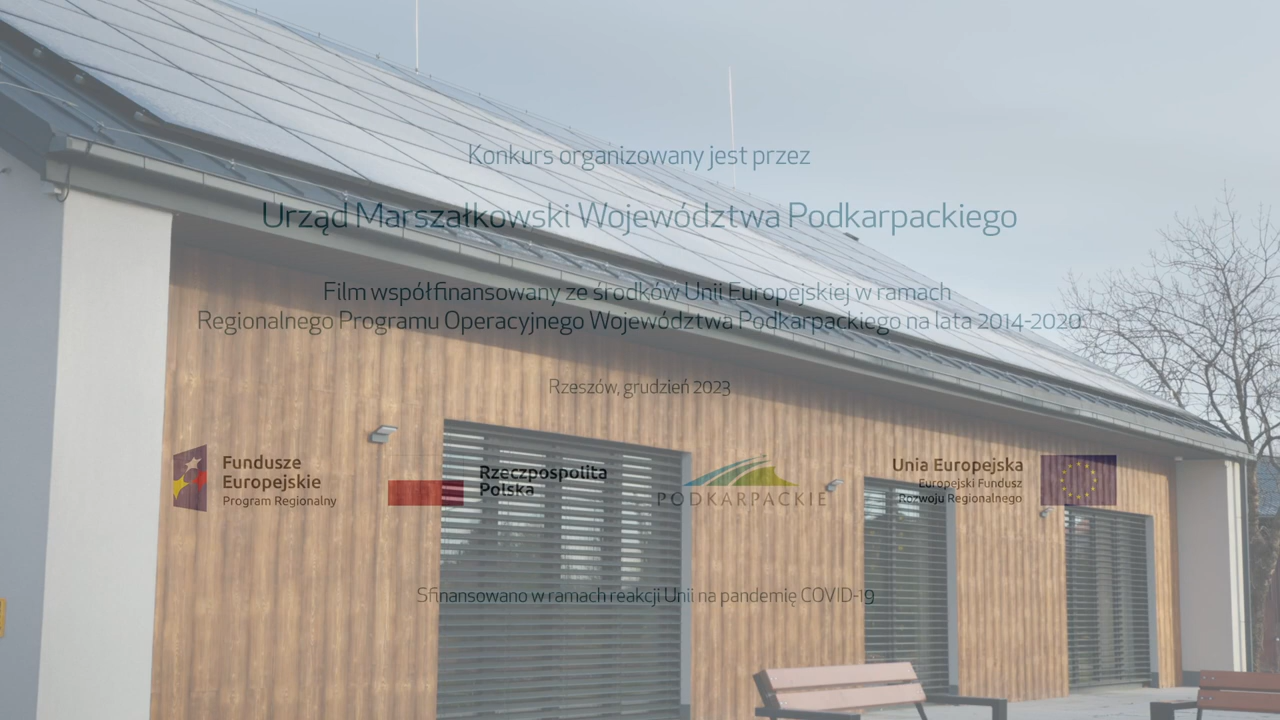 Konkurs organizowany jest przez
Urząd Marszałkowski Województwa Podkarpackiego
Film współfinansowany ze środków Unii Europejskiej w ramach
Regionalnego Programu Operacyjnego Województwa Podkarpackiego na lata 2014-2020
Rzeszów, grudzień 2023
Fundusze
Europejskie
Program Regionalny
Rzeczpospolita
Polska
PODKARPACKIE
Unia Europejska
Europejski Fundusz
Rozwoju Regionalnego
Sfinansowano w ramach reakcji Unii na pandemię COVID-19